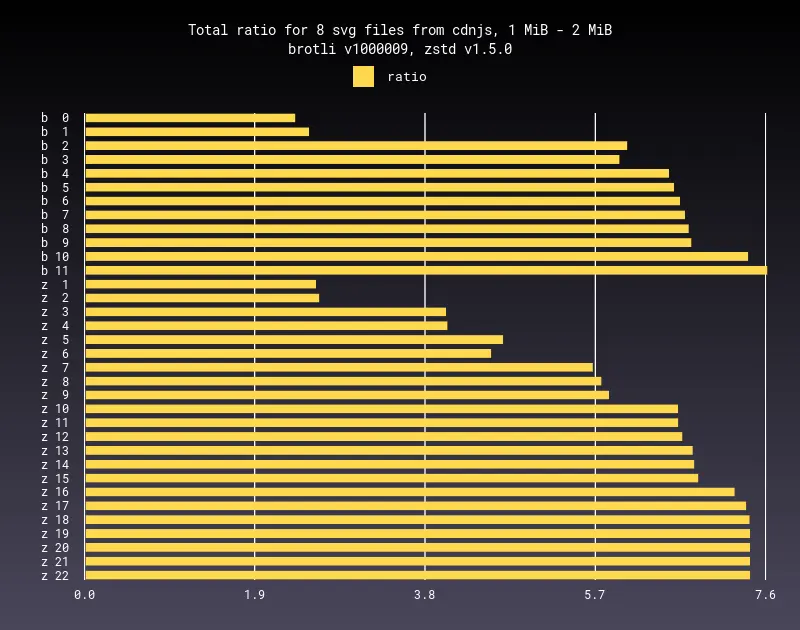 Total ratio for 8 svg files from cdnjs, 1 MiB - 2 MiB
brotli v1000009, zstd v1.5.0
ratio
b 0
b 1
b 2
b 3
b 4
b 5
b 6
b 7
b 8
b 9
b 10
b 11
z 1
z 2
z 3
z 4
z 5
z 6
z 7
z 8
z 9
z 10
z 11
z 12
z 13
z 14
z 15
z 16
z 17
z 18
z 19
z 20
z 21
z 22
0.0 1.9 3.8 5.7 7.6